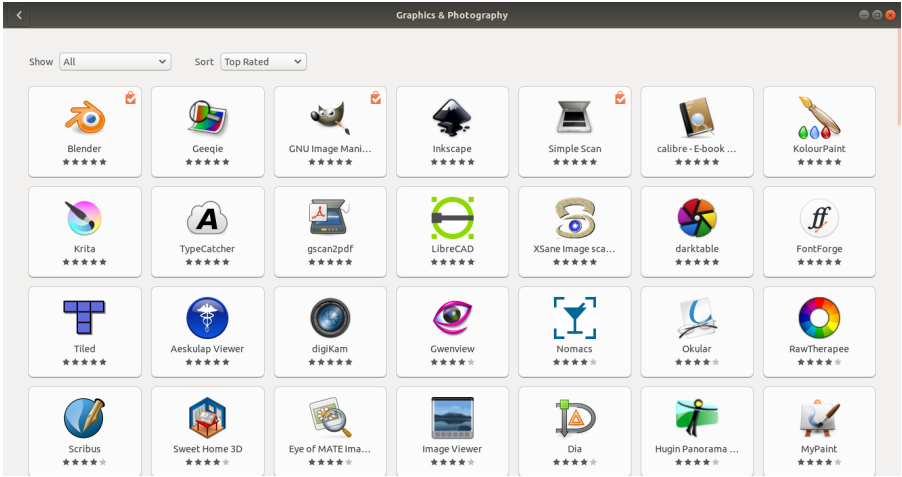 Graphics & Photography
Show All Sort Top Rated
Blender Geeqie GNU Image Mani... Inkscape Simple Scan calibre - E-book ... KolourPaint
Krita TypeCatcher gscan2pdf LibreCAD XSane Image sca... darktable FontForge
Tiled Aeskulap Viewer digiKam Gwenview Nomacs Okular RawTherapee
Scribus Sweet Home 3D Eye of MATE Ima... Image Viewer Dia Hugin Panorama ... MyPaint